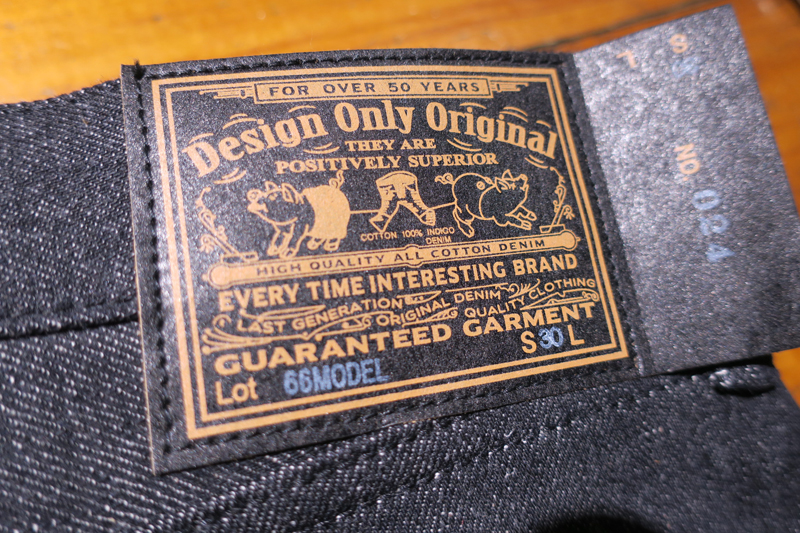 FOR OVER 50 YEARS
Design Only Original
THEY ARE
POSITIVELY SUPERIOR
COTTON 100% INDIGO
DENIM
HIGH QUALITY ALL COTTON DENIM
EVERY TIME INTERESTING BRAND
LAST GENERATION ORIGINAL DENIM QUALITY CLOTHING
GUARANTEED GARMENT
Lot 66MODEL S 30 L
S
T
NO. 024